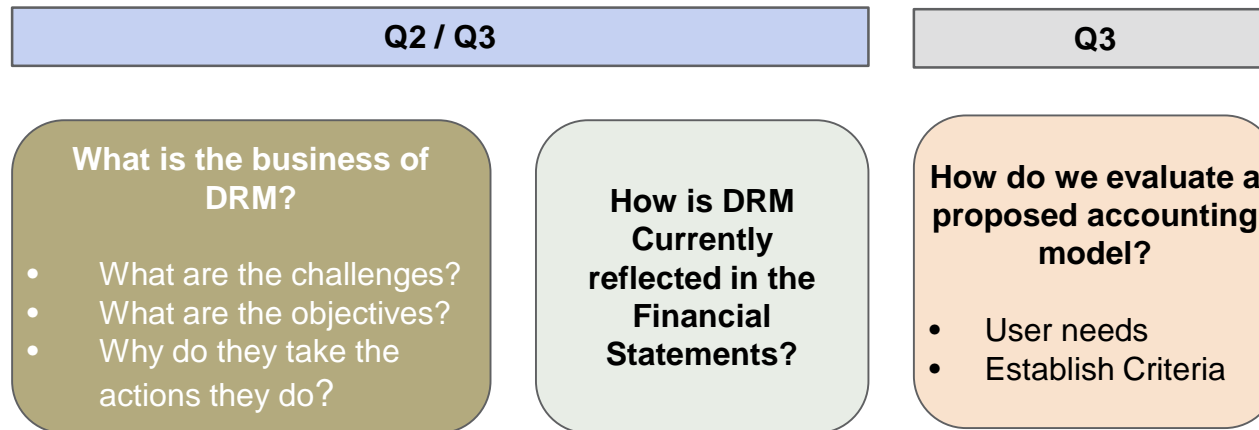 Q2 / Q3
Q3
What is the business of
DRM?
• What are the challenges?
• What are the objectives?
• Why do they take the
actions they do?
How is DRM
Currently
reflected in the
Financial
Statements?
How do we evaluate a
proposed accounting
model?
• User needs
• Establish Criteria